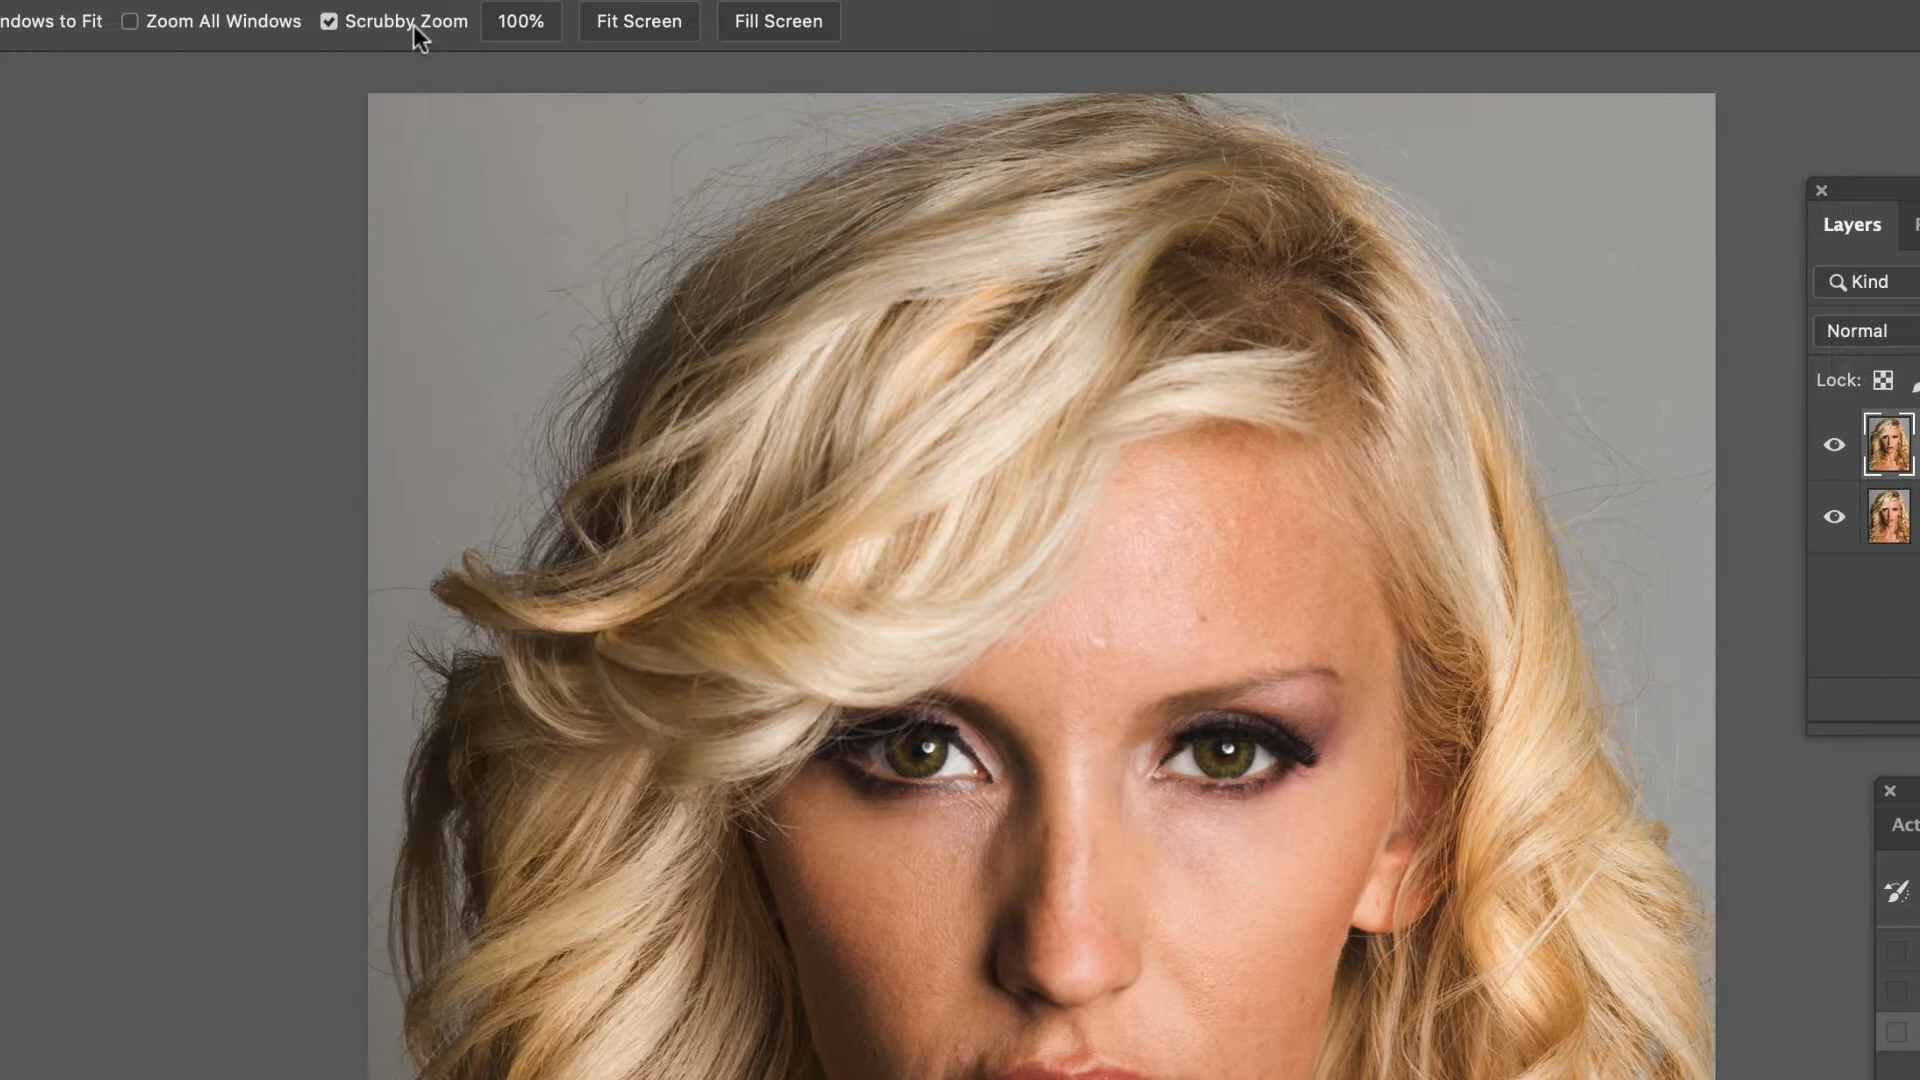 ndows to Fit Zoom All Windows Scrubby Zoom 100% Fit Screen Fill Screen
Layers
Kind
Normal
Lock:
Act